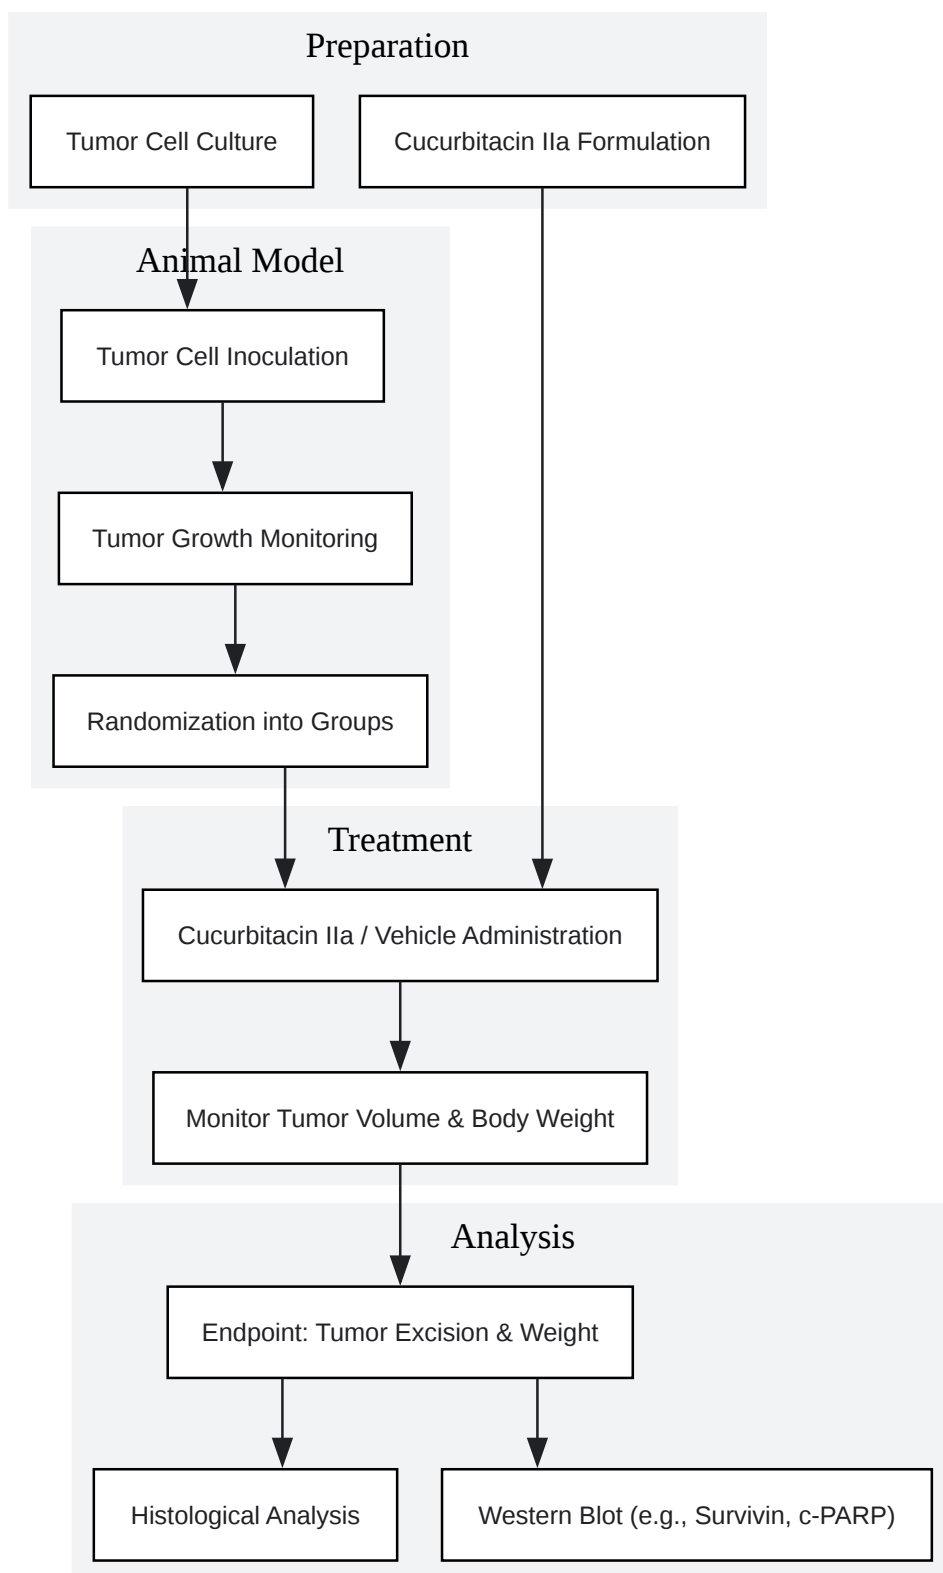 Preparation
Tumor Cell Culture
Cucurbitacin IIa Formulation
Animal Model
Tumor Cell Inoculation
Tumor Growth Monitoring
Randomization into Groups
Treatment
Cucurbitacin IIa / Vehicle Administration
Monitor Tumor Volume & Body Weight
Analysis
Endpoint: Tumor Excision & Weight
Histological Analysis
Western Blot (e.g., Survivin, c-PARP)